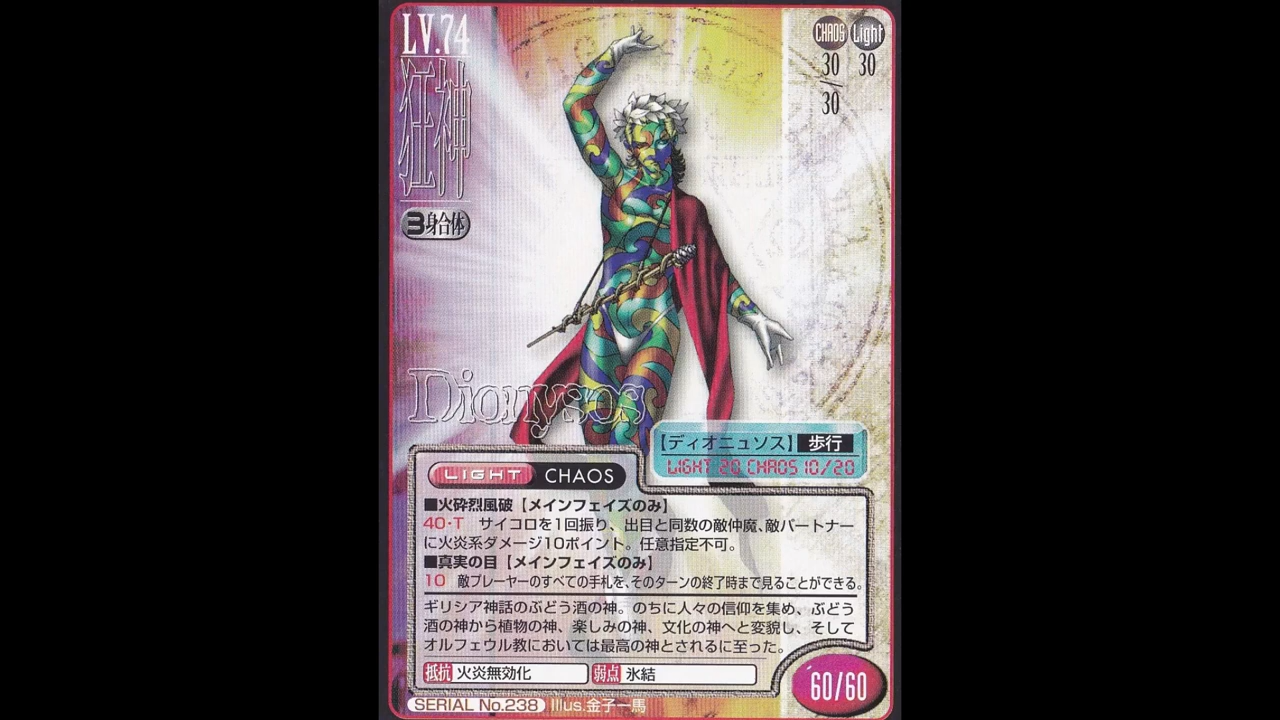 LV.74
狂神
3身合体
CHAOS Light
30 30
/30
Dionysos
【ディオニュソス】 歩行
LIGHT 20 CHAOS 10/20
LIGHT CHAOS
■火砕烈風破【メインフェイズのみ】
40・T サイコロを1回振り、出目と同数の敵仲魔、敵パートナー
に火炎系ダメージ10ポイント。任意指定不可。
■真実の目【メインフェイズのみ】
10 敵プレーヤーのすべての手札を、そのターンの終了時まで見ることができる。
ギリシア神話のぶどう酒の神。のちに人々の信仰を集め、ぶどう
酒の神から植物の神、楽しみの神、文化の神へと変貌し、そして
オルフェウル教においては最高の神とされるに至った。
抵抗 火炎無効化 弱点 氷結
60/60
SERIAL No.238 Illus.金子一馬